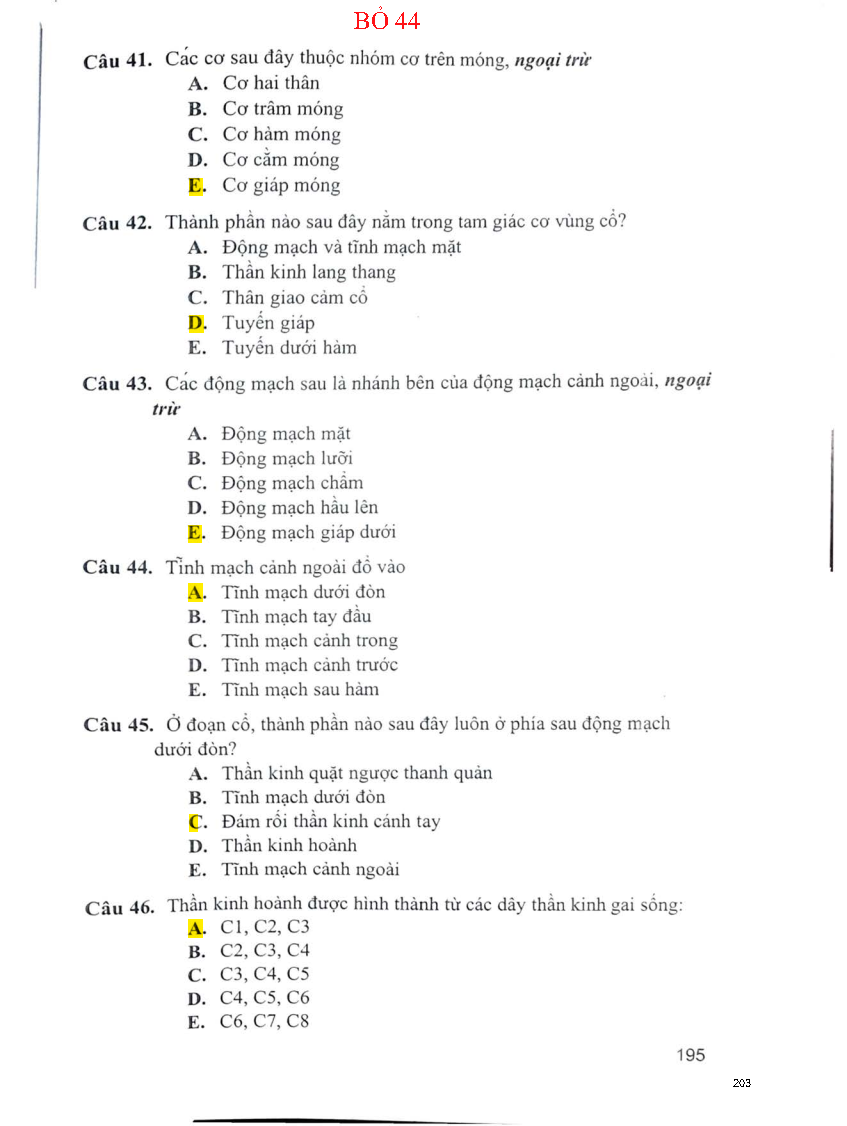 BỎ 44
Câu 41. Các cơ sau đây thuộc nhóm cơ trên móng, ngoại trừ
A. Cơ hai thân
B. Cơ trâm móng
C. Cơ hàm móng
D. Cơ cằm móng
E. Cơ giáp móng
Câu 42. Thành phần nào sau đây nằm trong tam giác cơ vùng cổ?
A. Động mạch và tĩnh mạch mặt
B. Thần kinh lang thang
C. Thân giao cảm cổ
D. Tuyến giáp
E. Tuyến dưới hàm
Câu 43. Các động mạch sau là nhánh bên của động mạch cảnh ngoài, ngoại
trừ
A. Động mạch mặt
B. Động mạch lưỡi
C. Động mạch chẩm
D. Động mạch hầu lên
E. Động mạch giáp dưới
Câu 44. Tĩnh mạch cảnh ngoài đổ vào
A. Tĩnh mạch dưới đòn
B. Tĩnh mạch tay đầu
C. Tĩnh mạch cảnh trong
D. Tĩnh mạch cảnh trước
E. Tĩnh mạch sau hàm
Câu 45. Ở đoạn cổ, thành phần nào sau đây luôn ở phía sau động mạch
dưới đòn?
A. Thần kinh quặt ngược thanh quản
B. Tĩnh mạch dưới đòn
C. Đám rối thần kinh cánh tay
D. Thần kinh hoành
E. Tĩnh mạch cảnh ngoài
Câu 46. Thần kinh hoành được hình thành từ các dây thần kinh gai sống:
A. C1, C2, C3
B. C2, C3, C4
C. C3, C4, C5
D. C4, C5, C6
E. C6, C7, C8
195
203